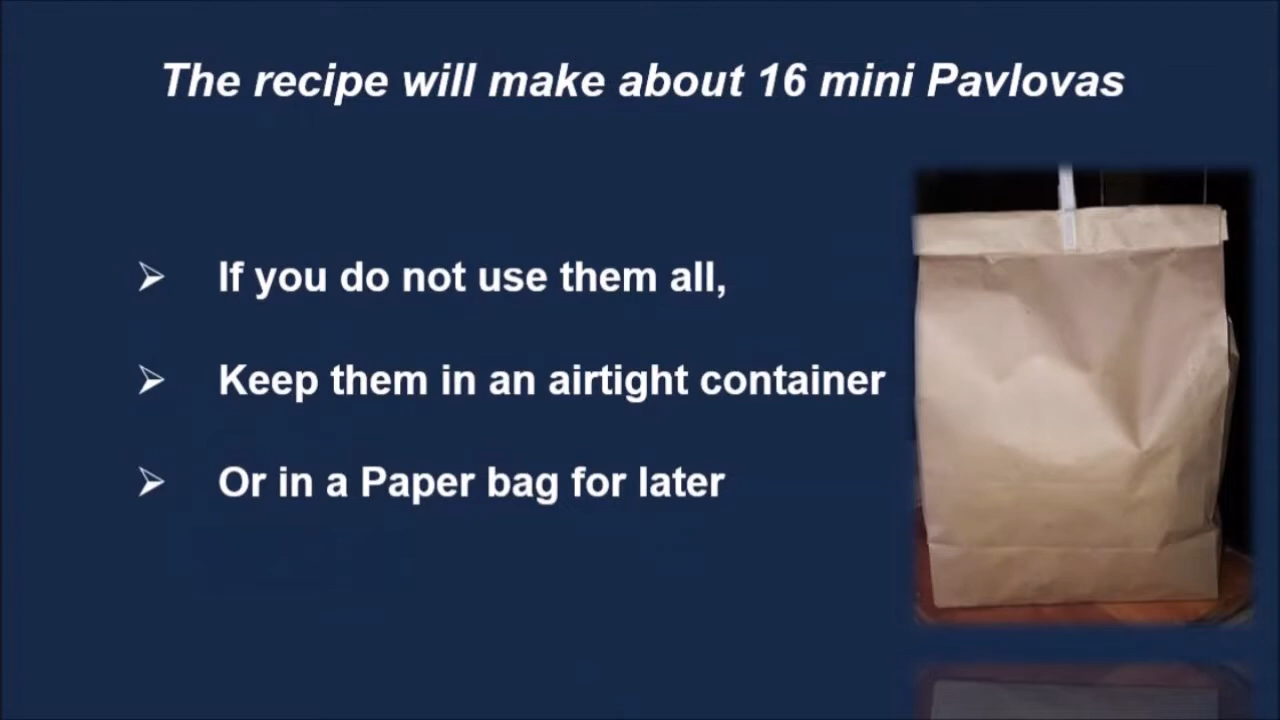 The recipe will make about 16 mini Pavlovas
If you do not use them all,
Keep them in an airtight container
Or in a Paper bag for later